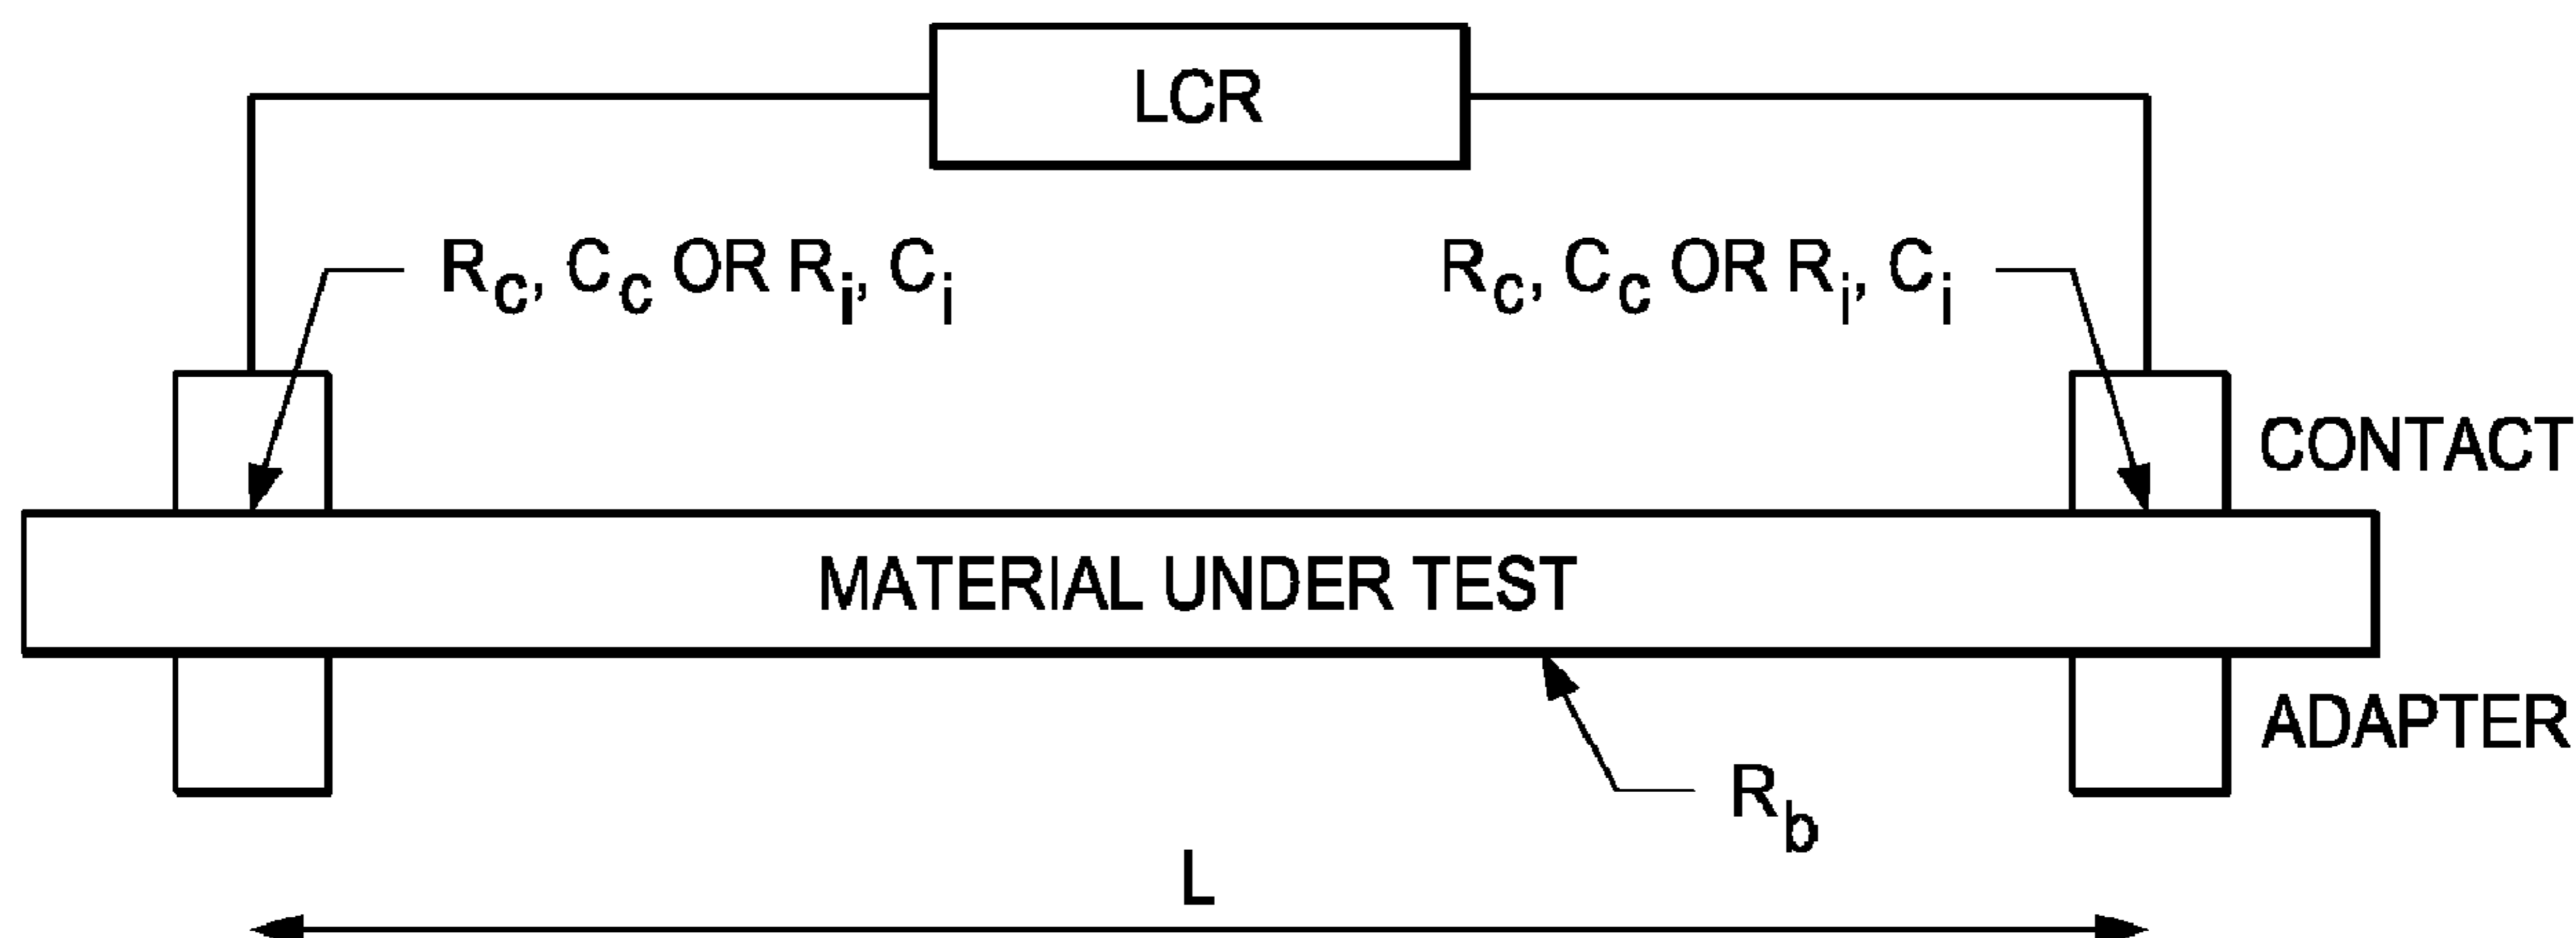 LCR
Rc, Cc OR Ri, Ci
Rc, Cc OR Ri, Ci
CONTACT
MATERIAL UNDER TEST
ADAPTER
Rb
L